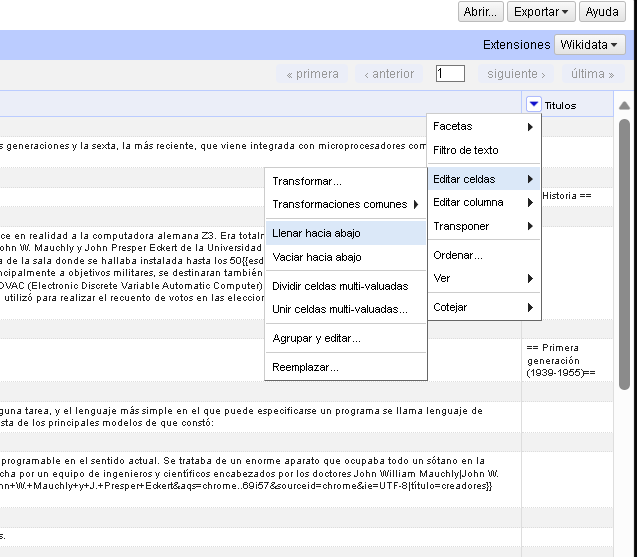 Abrir...
Exportar
Ayuda
Extensiones
Wikidata
« primera
‹ anterior
1
siguiente ›
última »
Titulos
s generaciones y la sexta, la más reciente, que viene integrada con microprocesadores com
Historia ==
ce en realidad a la computadora alemana Z3. Era totalm
ohn W. Mauchly y John Presper Eckert de la Universidad
a de la sala donde se hallaba instalada hasta los 50{{esd
ncipalmente a objetivos militares, se destinaran también
DVAC (Electronic Discrete Variable Automatic Computer)
utilizó para realizar el recuento de votos en las eleccion
Facetas
Filtro de texto
Editar celdas
Editar columna
Transponer
Ordenar...
Ver
Cotejar
Transformar...
Transformaciones comunes
Llenar hacia abajo
Vaciar hacia abajo
Dividir celdas multi-valuadas
Unir celdas multi-valuadas...
Agrupar y editar...
Reemplazar...
== Primera
generación
(1939-1955)==
guna tarea, y el lenguaje más simple en el que puede especificarse un programa se llama lenguaje de
sta de los principales modelos de que constó:
programable en el sentido actual. Se trataba de un enorme aparato que ocupaba todo un sótano en la
cha por un equipo de ingenieros y científicos encabezados por los doctores John William Mauchly|John W.
hn+W.+Mauchly+y+J.+Presper+Eckert&aqs=chrome..69i57&sourceid=chrome&ie=UTF-8|título=creadores}}
s.